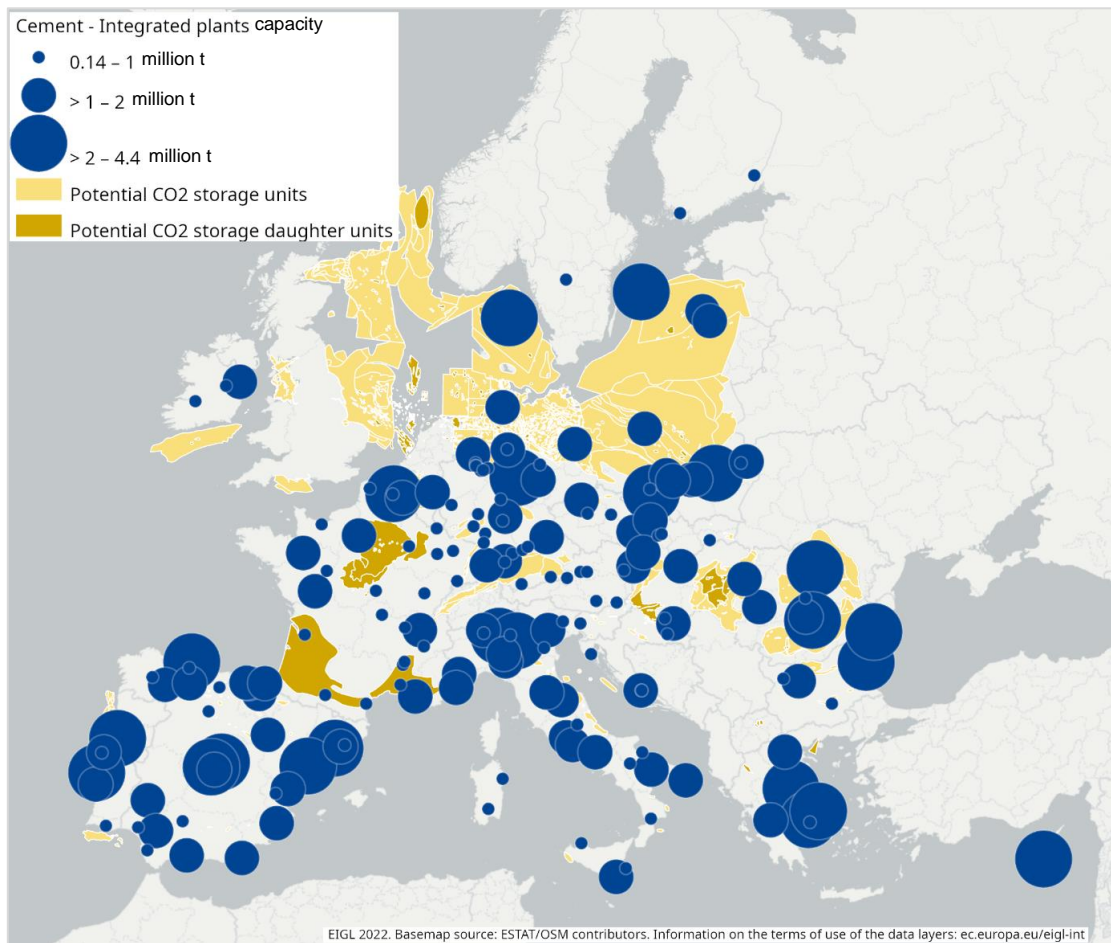 Cement - Integrated plants capacity
0.14 – 1 million t
> 1 – 2 million t
> 2 – 4.4 million t
Potential CO2 storage units
Potential CO2 storage daughter units
EIGL 2022. Basemap source: ESTAT/OSM contributors. Information on the terms of use of the data layers: ec.europa.eu/eigl-int